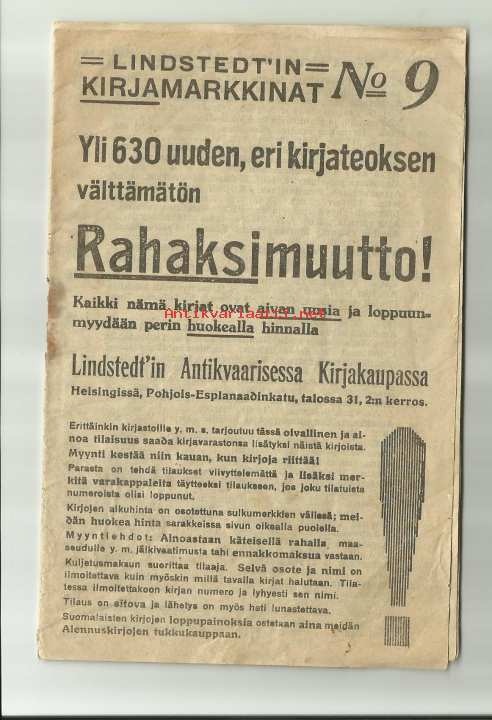 = LINDSTEDT'IN =
KIRJAMARKKINAT No 9
Yli 630 uuden, eri kirjateoksen
välttämätön
Rahaksimuutto!
Kaikki nämä kirjat ovat aivan uusia ja loppuun-
Antikvariaatti.net
myydään perin huokealla hinnalla
Lindstedt'in Antikvaarisessa Kirjakaupassa
Helsingissä, Pohjois-Esplanaadinkatu, talossa 31, 2:n kerros.
Erittäinkin kirjastoille y. m. s. tarjoutuu tässä oivallinen ja ai-
noa tilaisuus saada kirjavarastonsa lisätyksi näistä kirjoista.
Myynti kestää niin kauan, kun kirjoja riittää!
Parasta on tehdä tilaukset viivyttelemättä ja lisäksi mer-
kitä varakappaleita täytteeksi tilaukseen, jos joku tilatuista
numeroista olisi loppunut.
Kirjojen alkuhinta on osotettuna sulkumerkkien välissä; mei-
dän huokea hinta sarakkeissa sivun oikealla puolella.
Myyntiehdot: Ainoastaan käteisellä rahalla, maa-
seudulle y. m. jälkivaatimusta tahi ennakkomaksua vastaan.
Kuljetusmaksun suorittaa tilaaja. Selvä osote ja nimi on
ilmoitettava kuin myöskin millä tavalla kirjat halutaan. Tila-
tessa ilmoitettakoon kirjan numero ja lyhyesti sen nimi.
Tilaus on sitova ja lähetys on myös heti lunastettava.
Suomalaisten kirjojen loppupainoksia ostetaan aina meidän
Alennuskirjojen tukkukauppaan.